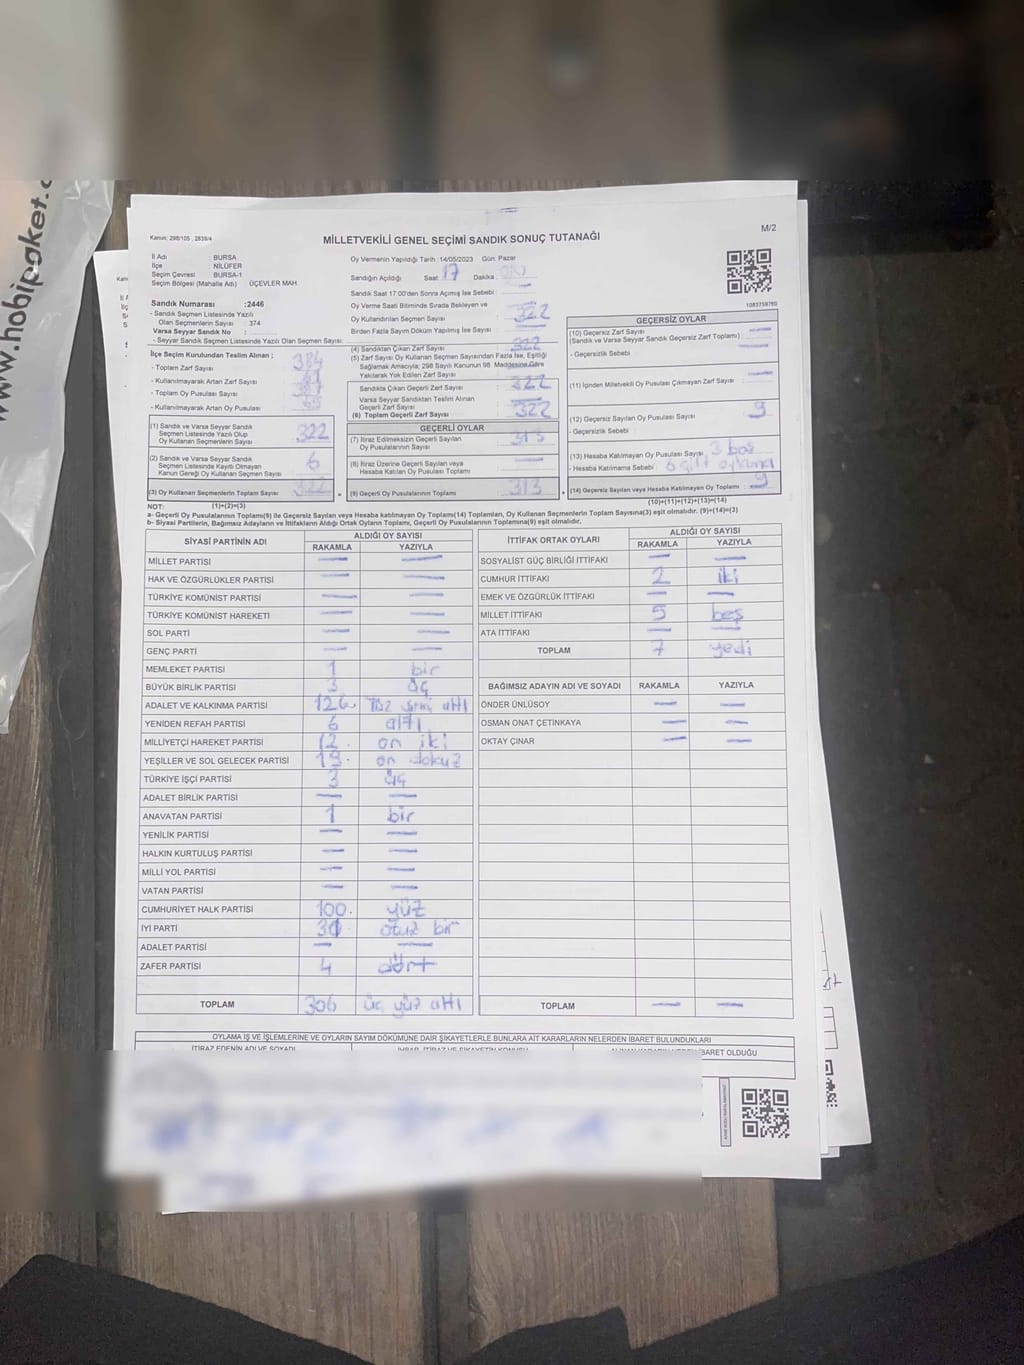 www.hobipaket.c
M/2
Kanun: 298/105 , 2839/4
MİLLETVEKİLİ GENEL SEÇİMİ SANDIK SONUÇ TUTANAĞI
İl Adı : BURSA
İlçe : NİLÜFER
Seçim Çevresi : BURSA-1
Seçim Bölgesi (Mahalle Adı) : ÜÇEVLER MAH.
Sandık Numarası :2446
- Sandık Seçmen Listesinde Yazılı
Olan Seçmenlerin Sayısı : 374
Varsa Seyyar Sandık No :
- Seyyar Sandık Seçmen Listesinde Yazılı Olan Seçmen Sayısı:
Oy Vermenin Yapıldığı Tarih : 14/05/2023 Gün: Pazar
Sandığın Açıldığı Saat : 17 Dakika :
Sandık Saat 17:00'den Sonra Açılmış İse Sebebi :
Oy Verme Saati Bitiminde Sırada Bekleyen ve
Oy Kullandırılan Seçmen Sayısı : 322
Birden Fazla Sayım Döküm Yapılmış İse Sayısı :
1083759760
İlçe Seçim Kurulundan Teslim Alınan ;
- Toplam Zarf Sayısı : 384
- Kullanılmayarak Artan Zarf Sayısı :
- Toplam Oy Pusulası Sayısı :
- Kullanılmayarak Artan Oy Pusulası :
(1) Sandık ve Varsa Seyyar Sandık
Seçmen Listesinde Yazılı Olup
Oy Kullanan Seçmenlerin Sayısı : 322
(2) Sandık ve Varsa Seyyar Sandık
Seçmen Listesinde Kayıtlı Olmayan
Kanun Gereği Oy Kullanan Seçmen Sayısı : 6
(3) Oy Kullanan Seçmenlerin Toplam Sayısı : 322 =
(1)+(2)=(3)
(4) Sandıktan Çıkan Zarf Sayısı : 322
(5) Zarf Sayısı Oy Kullanan Seçmen Sayısından Fazla İse, Eşitliği
Sağlamak Amacıyla; 298 Sayılı Kanunun 98. Maddesine Göre
Yakılarak Yok Edilen Zarf Sayısı :
Sandıkta Çıkan Geçerli Zarf Sayısı : 322
Varsa Seyyar Sandıktan Teslim Alınan
Geçerli Zarf Sayısı :
(6) Toplam Geçerli Zarf Sayısı : 322
GEÇERLİ OYLAR
(7) İtiraz Edilmeksizin Geçerli Sayılan
Oy Pusulalarının Sayısı : 313
(8) İtiraz Üzerine Geçerli Sayılan veya
Hesaba Katılan Oy Pusulası Sayısı :
(9) Geçerli Oy Pusulalarının Toplamı : 313 +
GEÇERSİZ OYLAR
(10) Geçersiz Zarf Sayısı
(Sandık ve Varsa Seyyar Sandık Geçersiz Zarf Toplamı) :
- Geçersizlik Sebebi :
(11) İçinden Milletvekili Oy Pusulası Çıkmayan Zarf Sayısı :
(12) Geçersiz Sayılan Oy Pusulası Sayısı : 9
- Geçersizlik Sebebi :
(13) Hesaba Katılmayan Oy Pusulası Sayısı : 3 boş
- Hesaba Katılmama Sebebi : 6 çift oylama
(14) Geçersiz Sayılan veya Hesaba Katılmayan Oy Toplamı : 9
(10)+(11)+(12)+(13)=(14)
NOT:
a- Geçerli Oy Pusulalarının Toplamı(9) ile Geçersiz Sayılan veya Hesaba Katılmayan Oy Toplamı(14) Toplamları, Oy Kullanan Seçmenlerin Toplam Sayısına(3) eşit olmalıdır. (9)+(14)=(3)
b- Siyasi Partilerin, Bağımsız Adayların ve İttifakların Aldığı Ortak Oyların Toplamı, Geçerli Oy Pusulalarının Toplamına(9) eşit olmalıdır.
SİYASİ PARTİNİN ADI ALDIĞI OY SAYISI
RAKAMLA YAZIYLA
MİLLET PARTİSİ
HAK VE ÖZGÜRLÜKLER PARTİSİ
TÜRKİYE KOMÜNİST PARTİSİ
TÜRKİYE KOMÜNİST HAREKETİ
SOL PARTİ
GENÇ PARTİ
MEMLEKET PARTİSİ 1 bir
BÜYÜK BİRLİK PARTİSİ 3 üç
ADALET VE KALKINMA PARTİSİ 126 yüz yirmi altı
YENİDEN REFAH PARTİSİ 6 altı
MİLLİYETÇİ HAREKET PARTİSİ 12 on iki
YEŞİLLER VE SOL GELECEK PARTİSİ 19 on dokuz
TÜRKİYE İŞÇİ PARTİSİ 3 üç
ADALET BİRLİK PARTİSİ
ANAVATAN PARTİSİ 1 bir
YENİLİK PARTİSİ
HALKIN KURTULUŞ PARTİSİ
MİLLİ YOL PARTİSİ
VATAN PARTİSİ
CUMHURİYET HALK PARTİSİ 100 yüz
İYİ PARTİ 31 otuz bir
ADALET PARTİSİ
ZAFER PARTİSİ 4 dört
TOPLAM 306 üç yüz altı
İTTİFAK ORTAK OYLARI ALDIĞI OY SAYISI
RAKAMLA YAZIYLA
SOSYALİST GÜÇ BİRLİĞİ İTTİFAKI
CUMHUR İTTİFAKI 2 iki
EMEK VE ÖZGÜRLÜK İTTİFAKI
MİLLET İTTİFAKI 5 beş
ATA İTTİFAKI
TOPLAM 7 yedi
BAĞIMSIZ ADAYIN ADI VE SOYADI RAKAMLA YAZIYLA
ÖNDER ÜNLÜSOY
OSMAN ONAT ÇETİNKAYA
OKTAY ÇINAR
TOPLAM
OYLAMA İŞ VE İŞLEMLERİNE VE OYLARIN SAYIM DÖKÜMÜNE DAİR ŞİKAYETLERLE BUNLARA AİT KARARLARIN NELERDEN İBARET BULUNDUKLARI
İTİRAZ EDENİN ADI VE SOYADI
BARET OLDUĞU